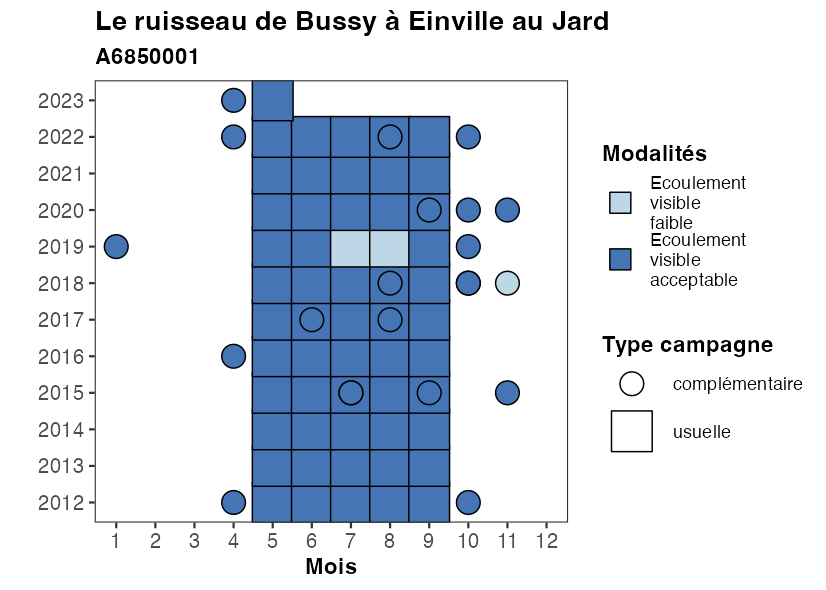 Le ruisseau de Bussy à Einville au Jard
A6850001
2023
2022
2021
2020
2019
2018
2017
2016
2015
2014
2013
2012
1 2 3 4 5 6 7 8 9 10 11 12
Mois
Modalités
Ecoulement
visible
faible
Ecoulement
visible
acceptable
Type campagne
complémentaire
usuelle